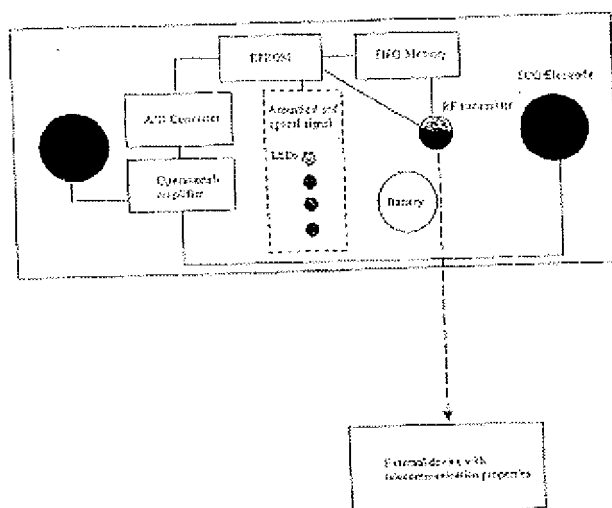 EPROM
FIFO Memory
ECG Electrode
RF transmitter
A/D Converter
Acoustical and
optical signal
LEDs
Operational
amplifier
Battery
External device with
telecommunication properties